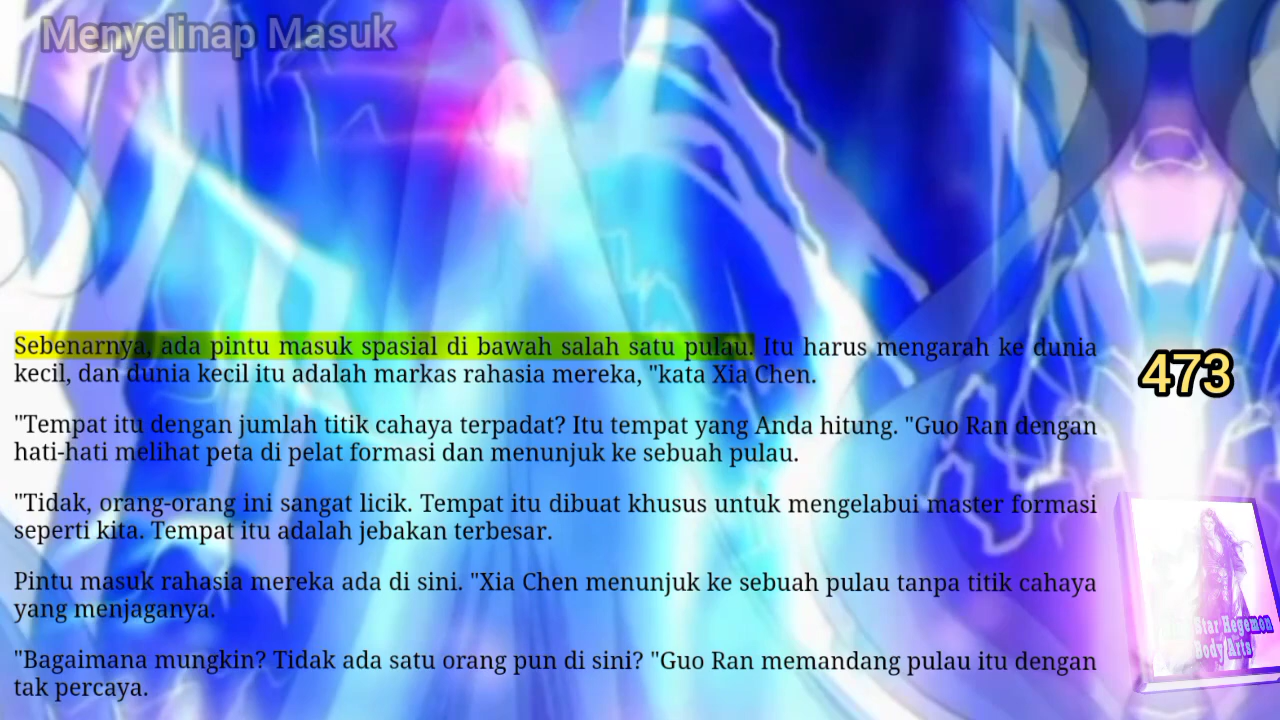 Menyelinap Masuk
Sebenarnya, ada pintu masuk spasial di bawah salah satu pulau. Itu harus mengarah ke dunia
kecil, dan dunia kecil itu adalah markas rahasia mereka, "kata Xia Chen.
"Tempat itu dengan jumlah titik cahaya terpadat? Itu tempat yang Anda hitung. "Guo Ran dengan
hati-hati melihat peta di pelat formasi dan menunjuk ke sebuah pulau.
"Tidak, orang-orang ini sangat licik. Tempat itu dibuat khusus untuk mengelabui master formasi
seperti kita. Tempat itu adalah jebakan terbesar.
Pintu masuk rahasia mereka ada di sini. "Xia Chen menunjuk ke sebuah pulau tanpa titik cahaya
yang menjaganya.
"Bagaimana mungkin? Tidak ada satu orang pun di sini? "Guo Ran memandang pulau itu dengan
tak percaya.
473
Star Hegemon
Body Arts